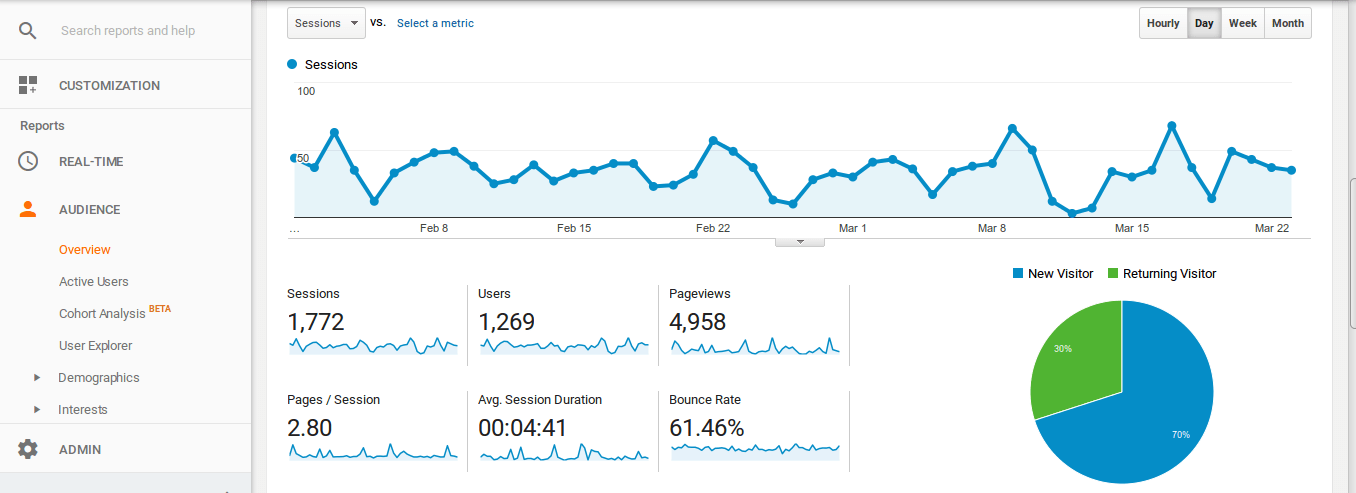 Search reports and help
CUSTOMIZATION
Reports
REAL-TIME
AUDIENCE
Overview
Active Users
Cohort Analysis BETA
User Explorer
Demographics
Interests
ADMIN
Sessions vs. Select a metric
Hourly Day Week Month
Sessions
100
50
... Feb 8 Feb 15 Feb 22 Mar 1 Mar 8 Mar 15 Mar 22
Sessions Users Pageviews
1,772 1,269 4,958
Pages / Session Avg. Session Duration Bounce Rate
2.80 00:04:41 61.46%
New Visitor Returning Visitor
30%
70%